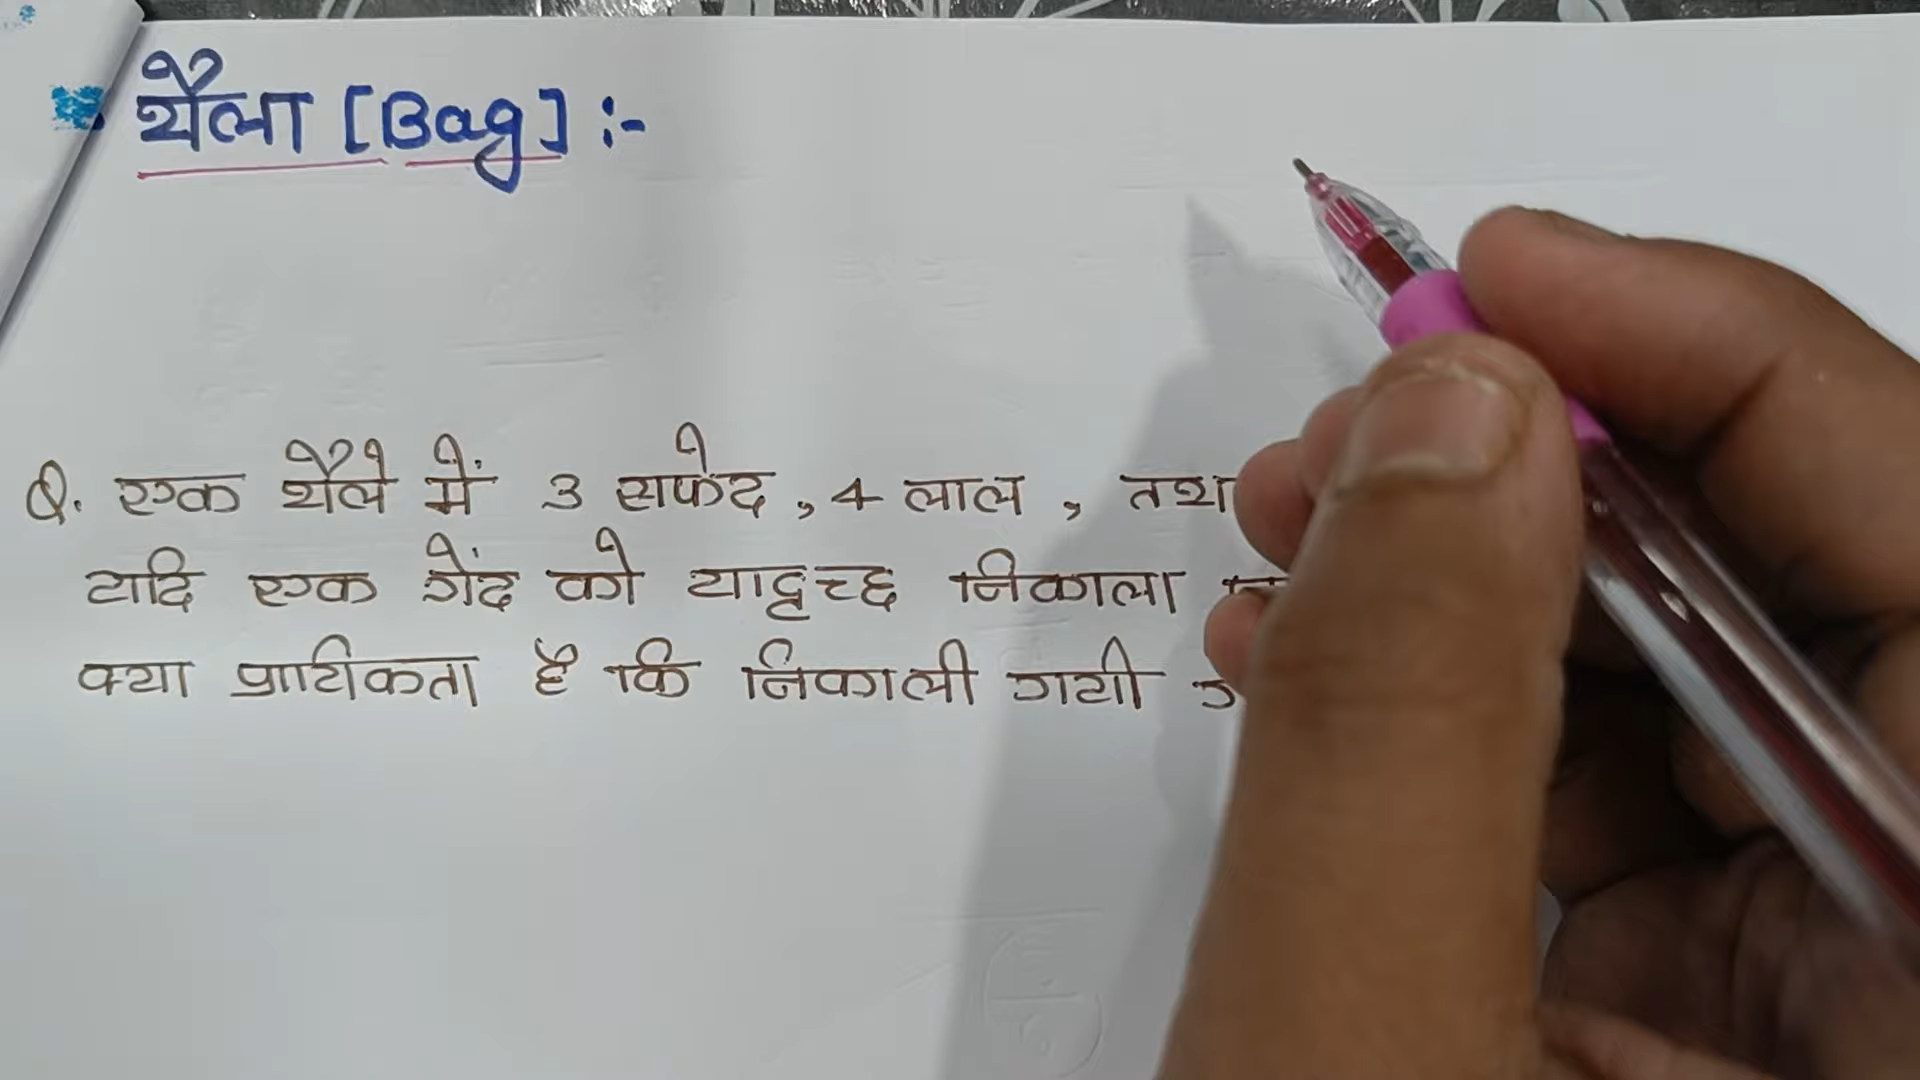 थैला [Bag] :-
Q. एक थैले में 3 सफेद, 4 लाल, तथा
यदि एक गेंद को यादृच्छ निकाला
क्या प्रायिकता है कि निकाली गयी